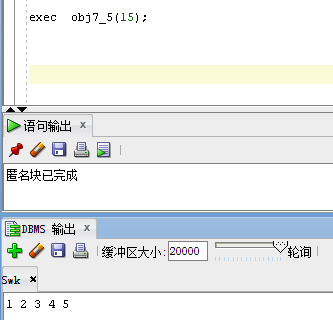 exec obj7_5(15);
语句输出 x
匿名块已完成
DBMS 输出 x
缓冲区大小: 20000 轮询
Swk x
1 2 3 4 5